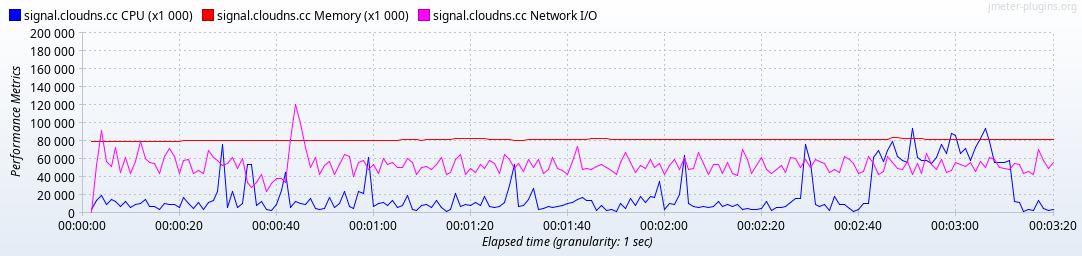 jmeter-plugins.org
signal.cloudns.cc CPU (x1 000) signal.cloudns.cc Memory (x1 000) signal.cloudns.cc Network I/O
200 000
180 000
160 000
140 000
120 000
100 000
80 000
60 000
40 000
20 000
0
Performance Metrics
00:00:00 00:00:20 00:00:40 00:01:00 00:01:20 00:01:40 00:02:00 00:02:20 00:02:40 00:03:00 00:03:20
Elapsed time (granularity: 1 sec)